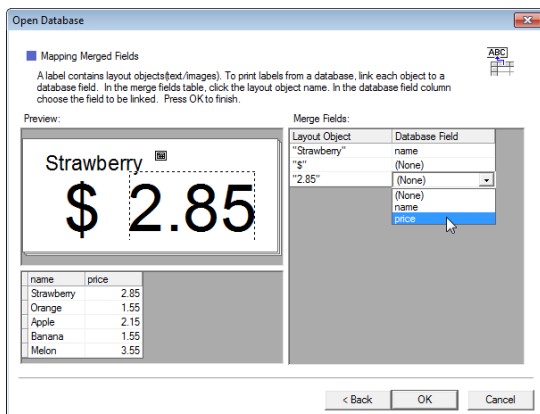 Open Database
Mapping Merged Fields
ABC
A label contains layout objects(text/images). To print labels from a database, link each object to a
database field. In the merge fields table, click the layout object name. In the database field column
choose the field to be linked. Press OK to finish.
Preview:
Merge Fields:
Strawberry
$ 2.85
Layout Object Database Field
"Strawberry" name
"$" (None)
"2.85" (None)
(None)
name
price
name price
Strawberry 2.85
Orange 1.55
Apple 2.15
Banana 1.55
Melon 3.55
< Back OK Cancel